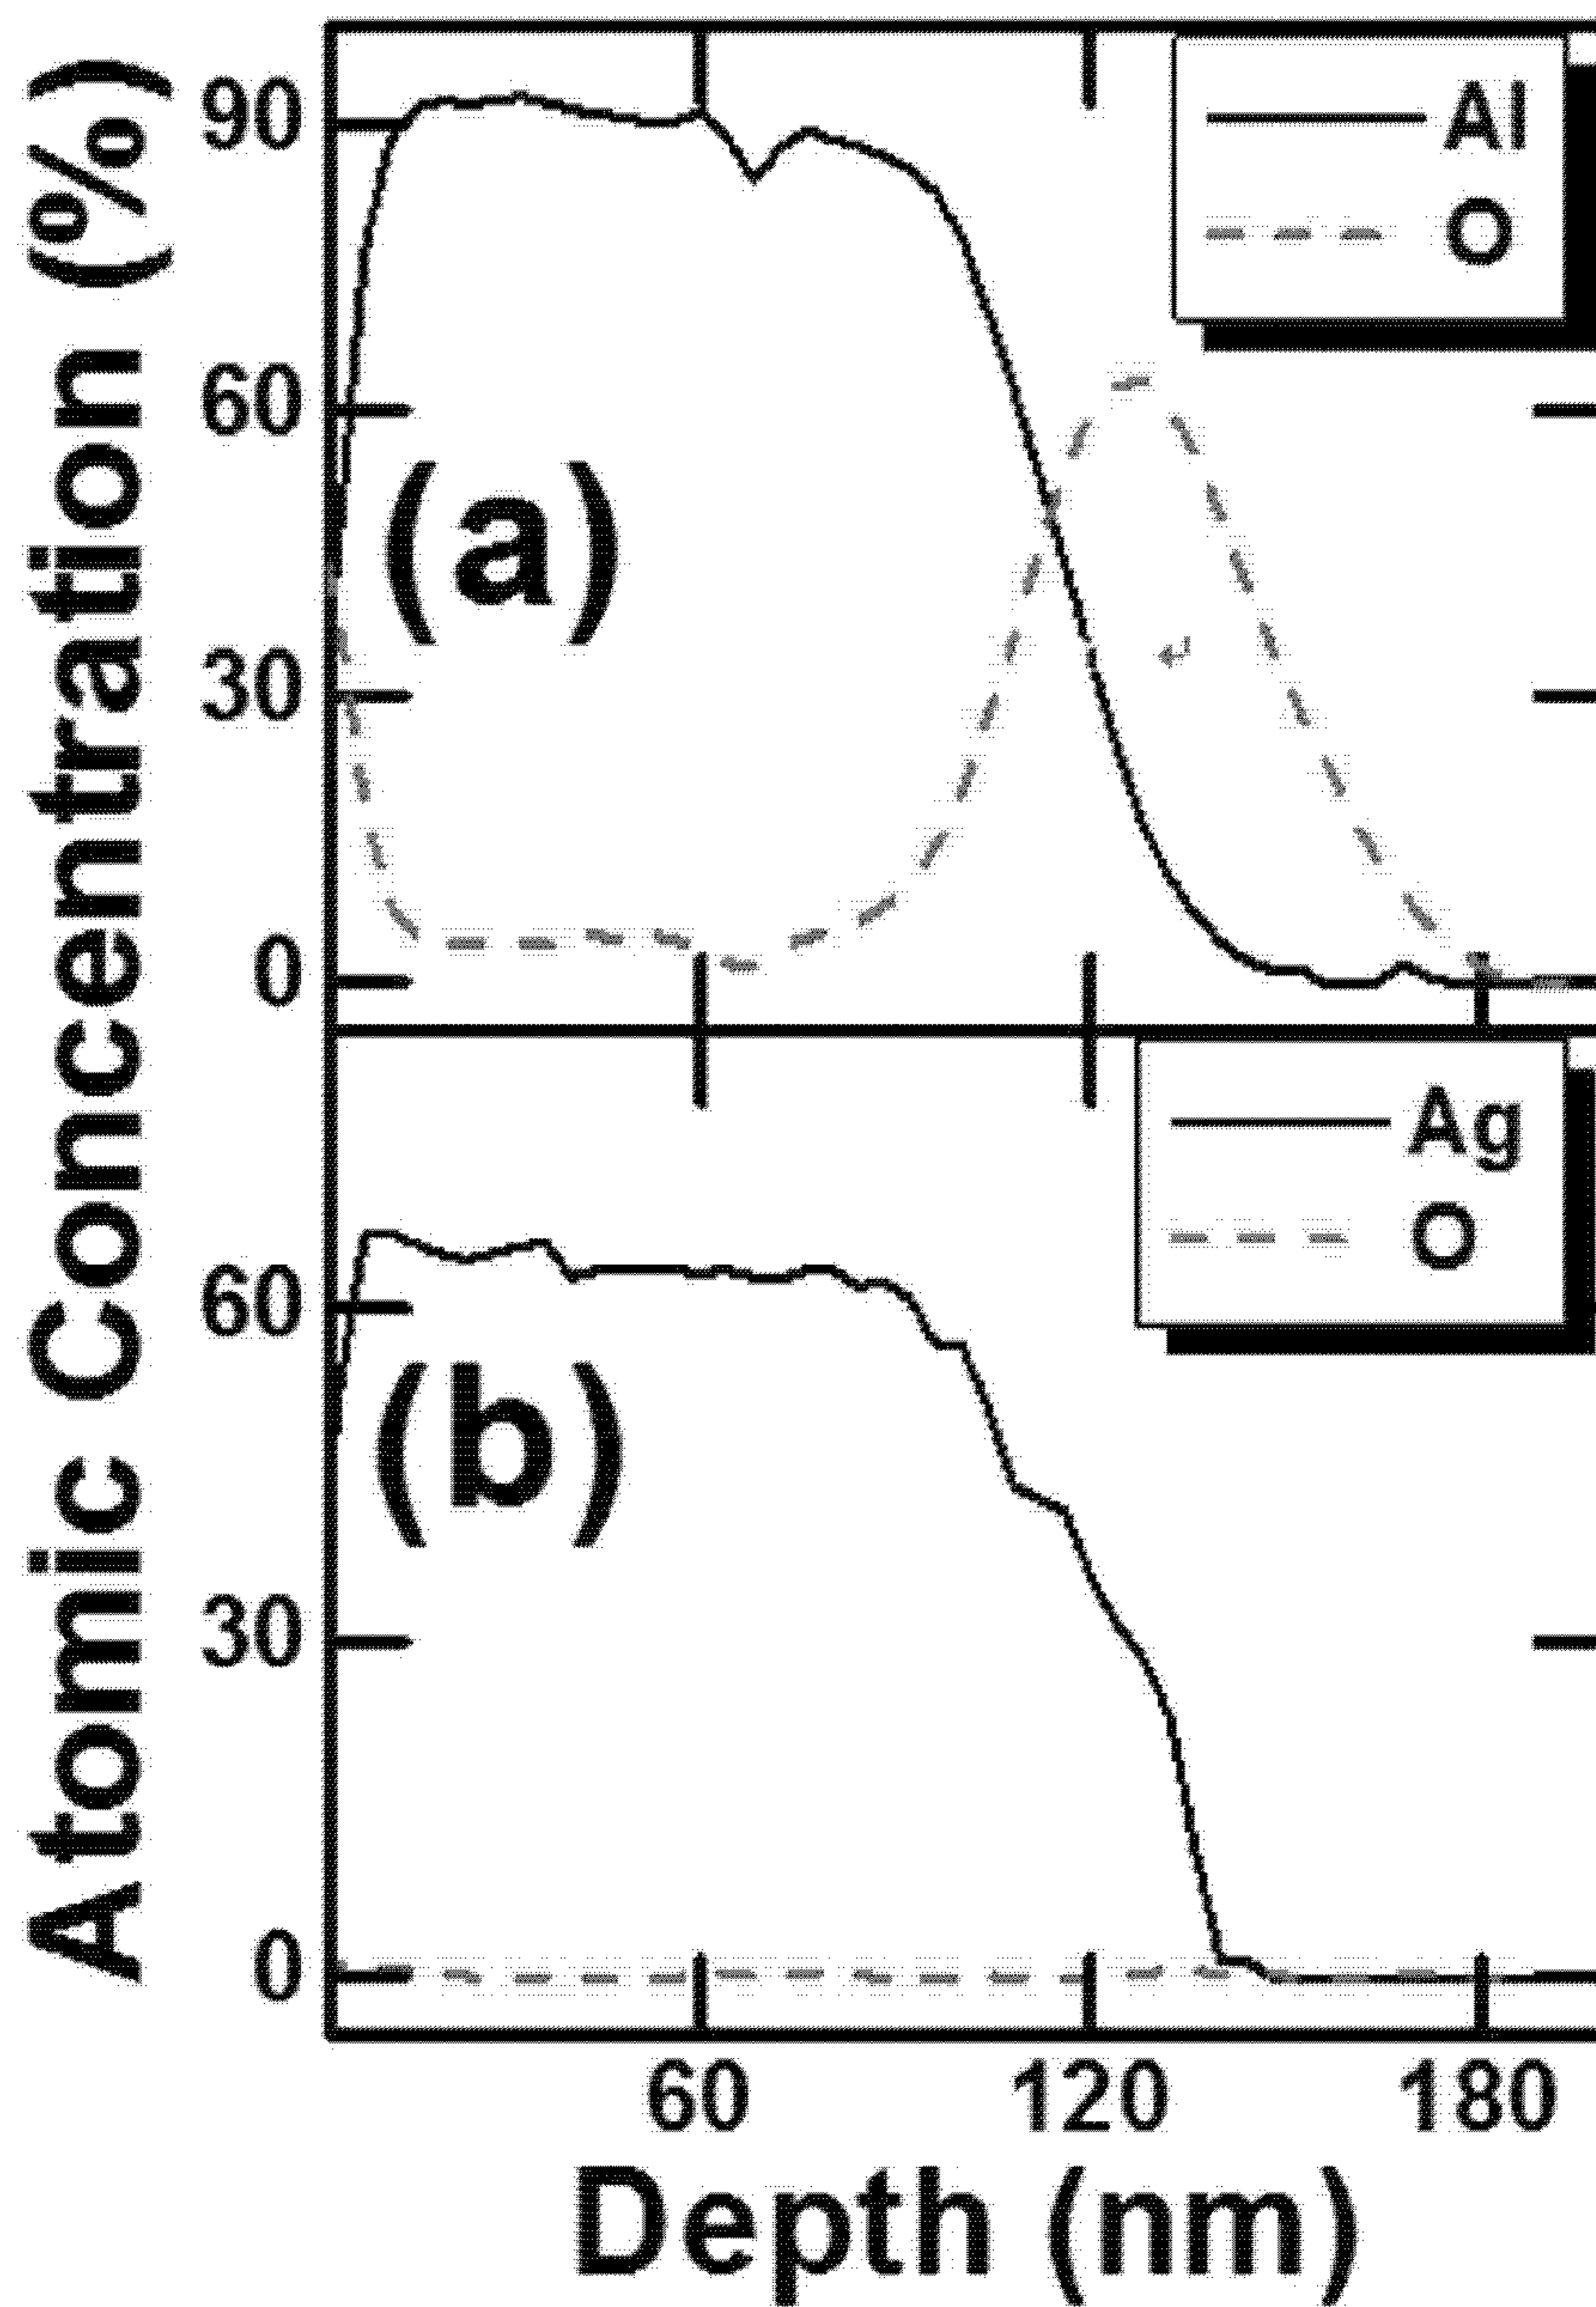 Atomic Concentration (%)
90
60
30
0
(a)
Al
O
↵
60
30
0
(b)
Ag
O
60 120 180
Depth (nm)